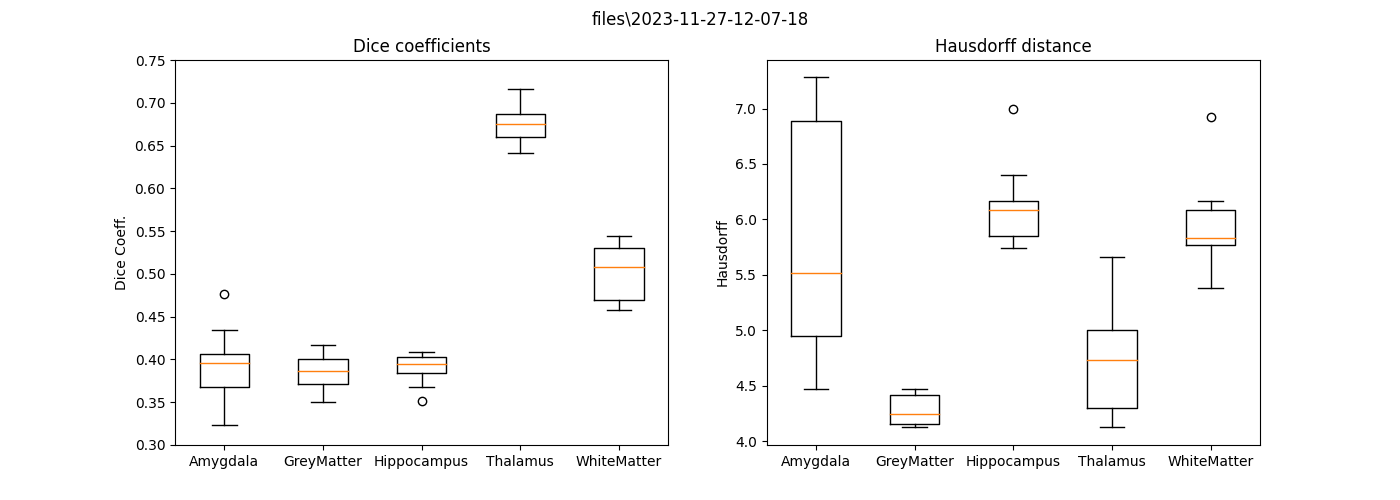 files\2023-11-27-12-07-18
Dice coefficients
Dice Coeff.
0.75
0.70
0.65
0.60
0.55
0.50
0.45
0.40
0.35
0.30
Amygdala GreyMatter Hippocampus Thalamus WhiteMatter
Hausdorff distance
Hausdorff
7.0
6.5
6.0
5.5
5.0
4.5
4.0
Amygdala GreyMatter Hippocampus Thalamus WhiteMatter